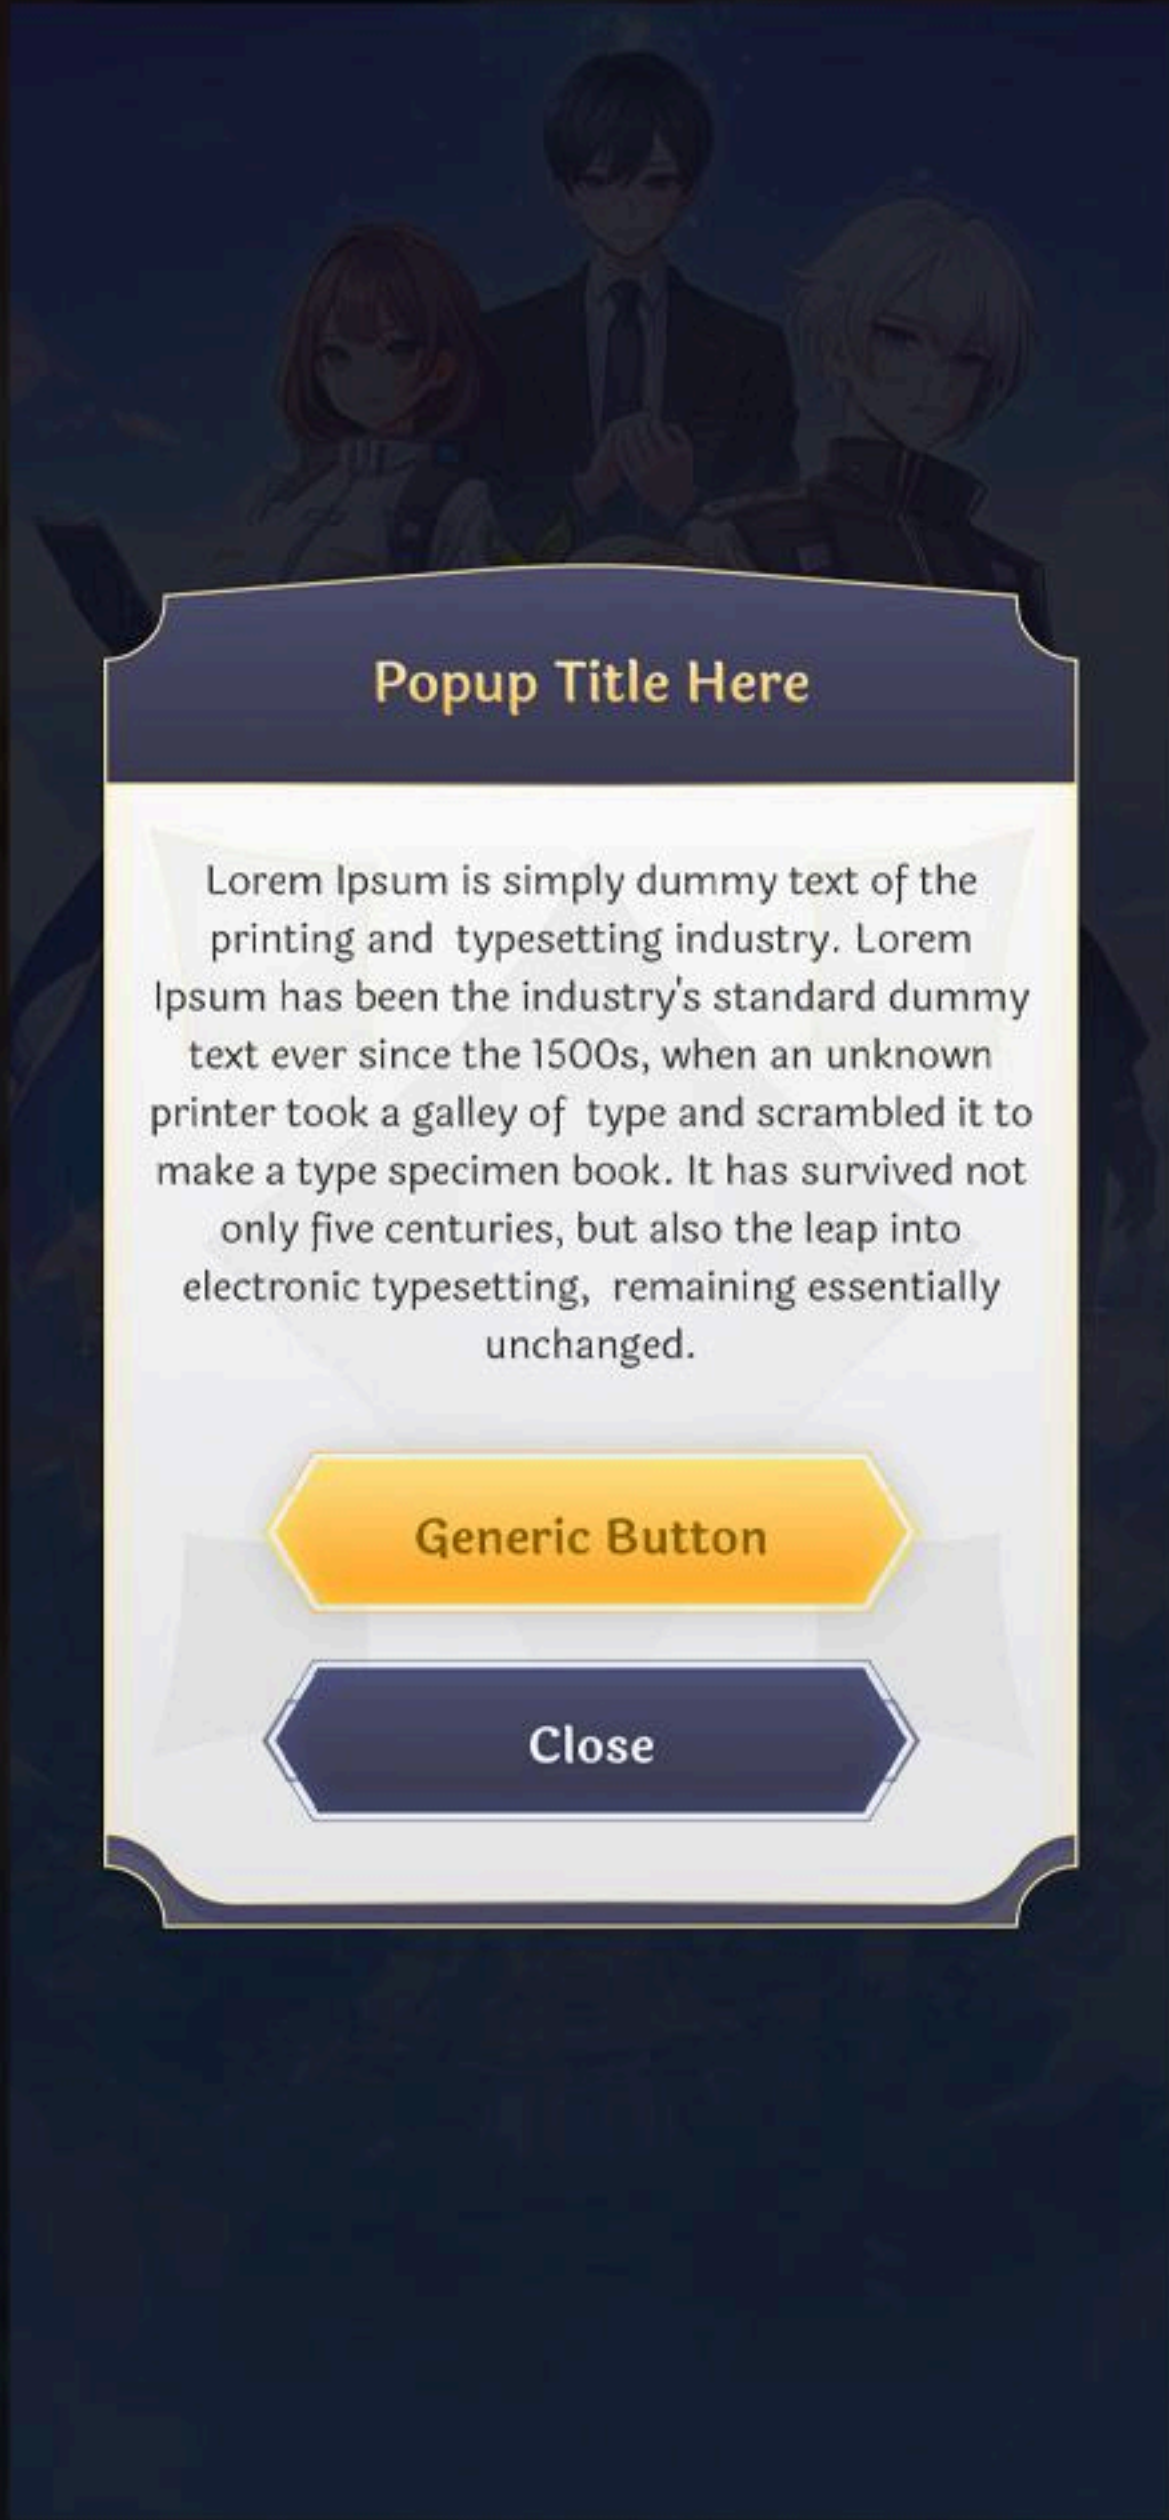 Popup Title Here
Lorem Ipsum is simply dummy text of the
printing and  typesetting industry. Lorem
Ipsum has been the industry's standard dummy
text ever since the 1500s, when an unknown
printer took a galley of  type and scrambled it to
make a type specimen book. It has survived not
only five centuries, but also the leap into
electronic typesetting,  remaining essentially
unchanged.
Generic Button
Close